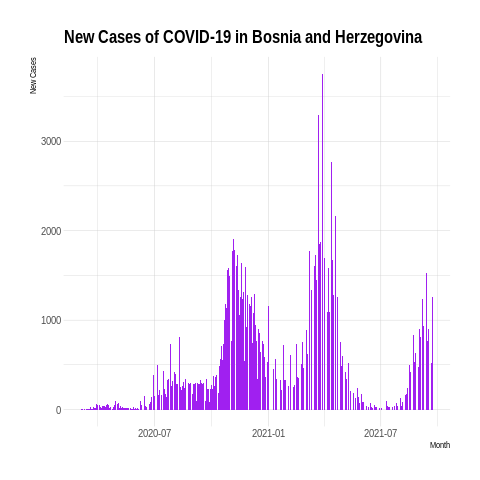 New Cases of COVID-19 in Bosnia and Herzegovina
New Cases
3000
2000
1000
0
2020-07
2021-01
2021-07
Month